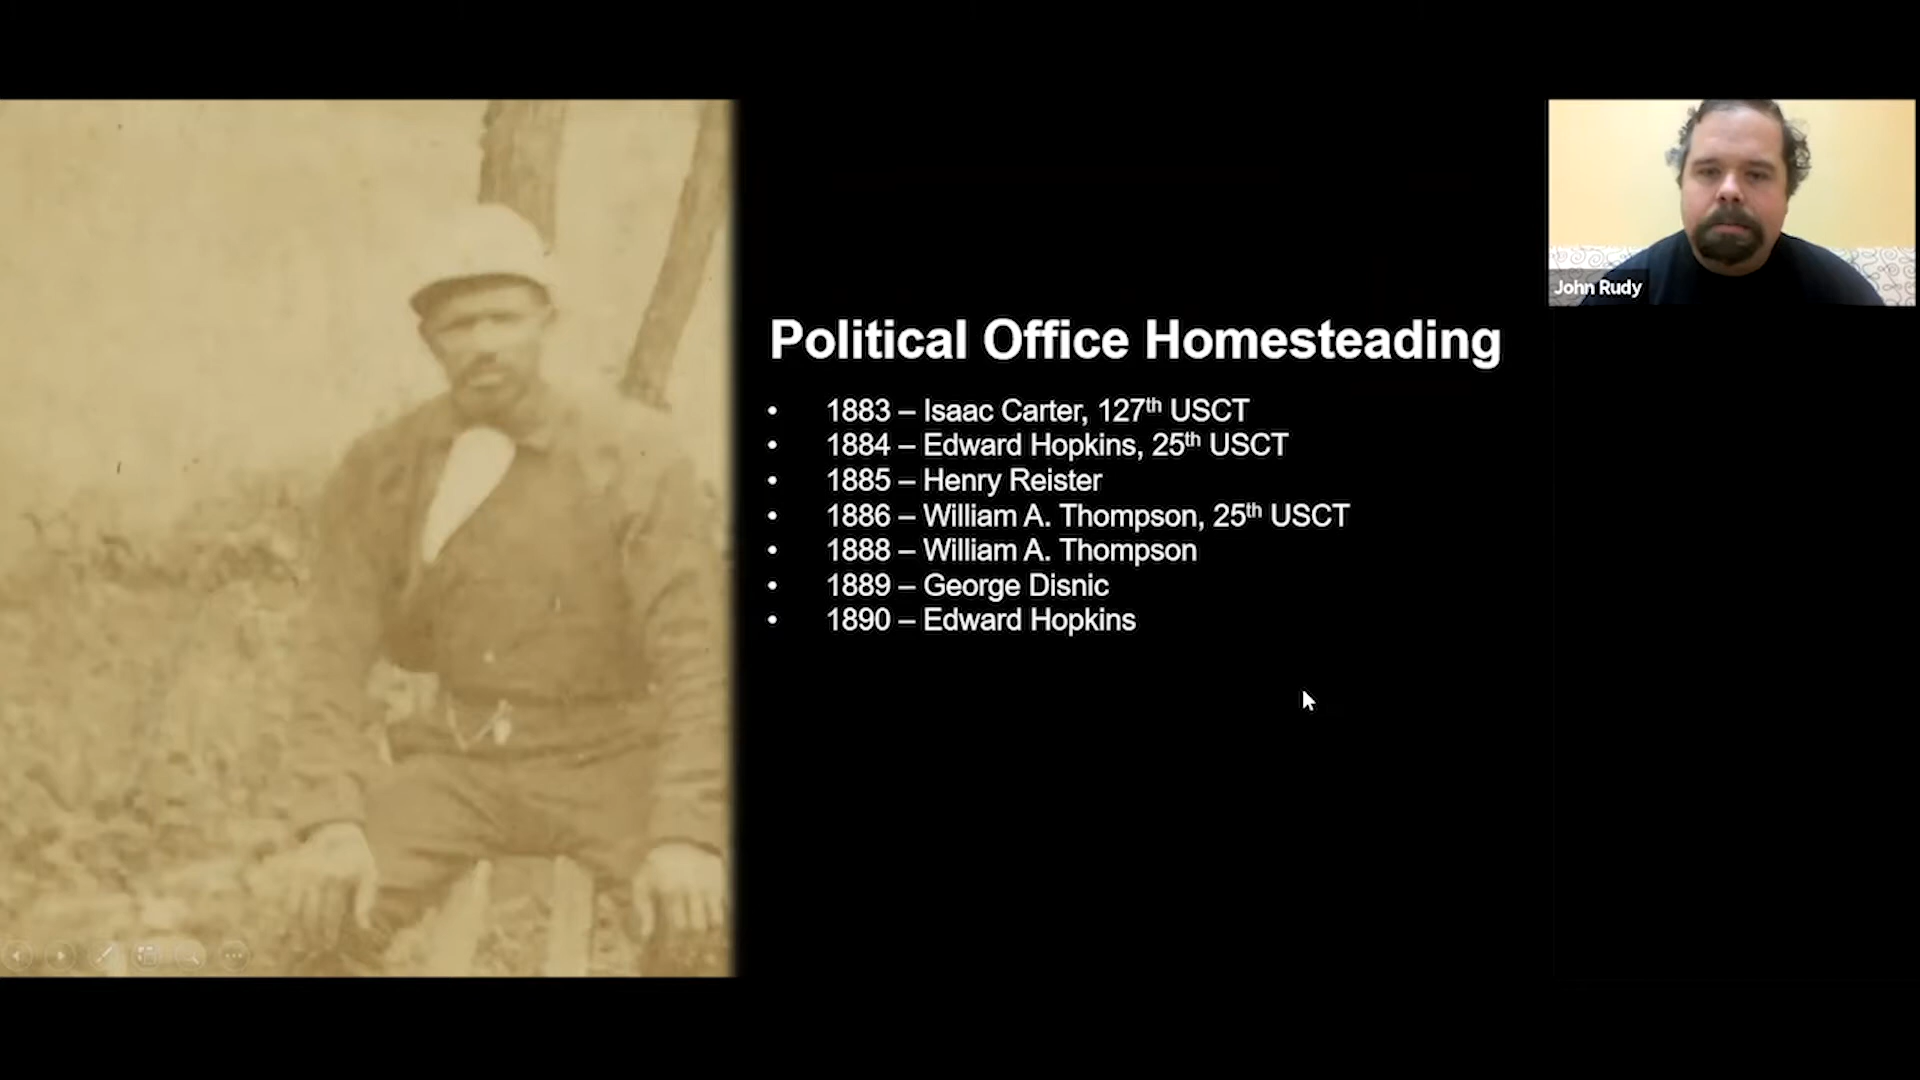 Political Office Homesteading
• 1883 – Isaac Carter, 127th USCT
• 1884 – Edward Hopkins, 25th USCT
• 1885 – Henry Reister
• 1886 – William A. Thompson, 25th USCT
• 1888 – William A. Thompson
• 1889 – George Disnic
• 1890 – Edward Hopkins
John Rudy